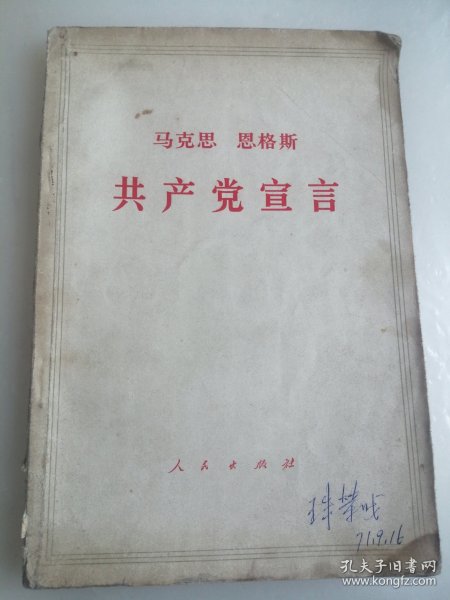 马克思 恩格斯
共产党宣言
人民出版社
71.9.16
孔夫子旧书网
www.kongfz.com